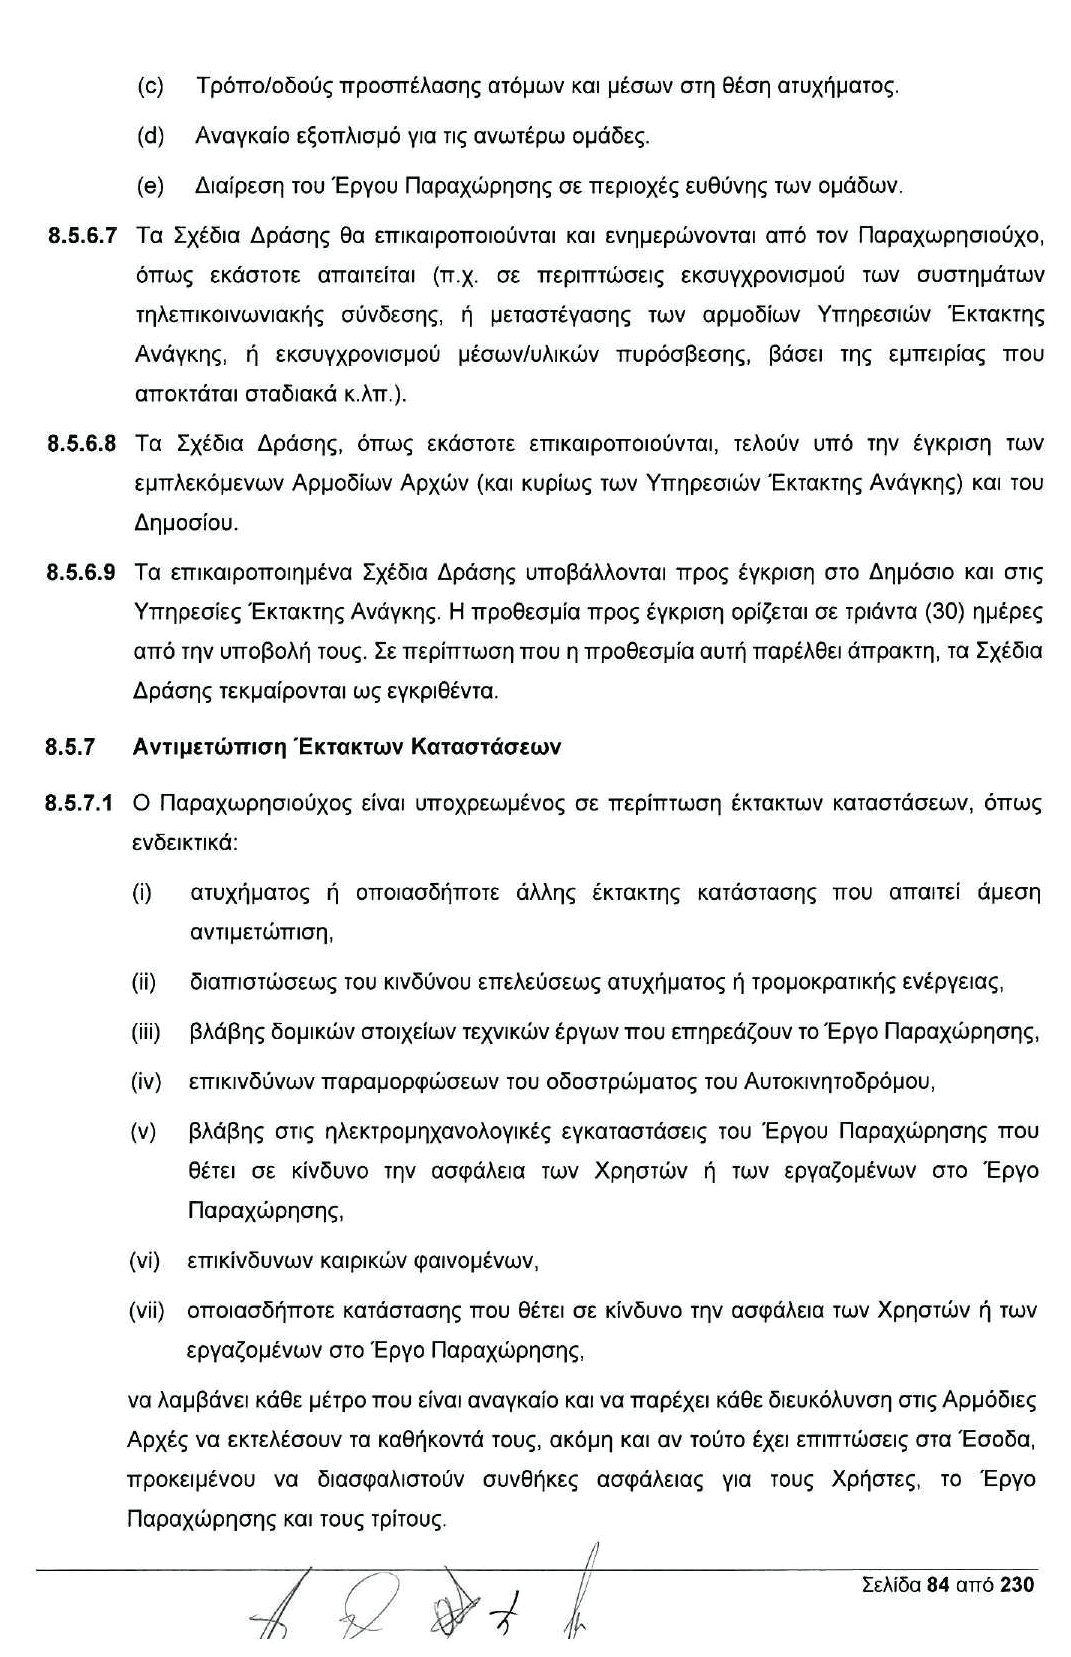 (c) Τρόπο/οδούς προσπέλασης ατόμων και μέσων στη θέση ατυχήματος.
(d) Αναγκαίο εξοπλισμό για τις ανωτέρω ομάδες.
(e) Διαίρεση του Έργου Παραχώρησης σε περιοχές ευθύνης των ομάδων.
8.5.6.7 Τα Σχέδια Δράσης θα επικαιροποιούνται και ενημερώνονται από τον Παραχωρησιούχο,
όπως εκάστοτε απαιτείται (π.χ. σε περιπτώσεις εκσυγχρονισμού των συστημάτων
τηλεπικοινωνιακής σύνδεσης, ή μεταστέγασης των αρμοδίων Υπηρεσιών Έκτακτης
Ανάγκης, ή εκσυγχρονισμού μέσων/υλικών πυρόσβεσης, βάσει της εμπειρίας που
αποκτάται σταδιακά κ.λπ.).
8.5.6.8 Τα Σχέδια Δράσης, όπως εκάστοτε επικαιροποιούνται, τελούν υπό την έγκριση των
εμπλεκόμενων Αρμοδίων Αρχών (και κυρίως των Υπηρεσιών Έκτακτης Ανάγκης) και του
Δημοσίου.
8.5.6.9 Τα επικαιροποιημένα Σχέδια Δράσης υποβάλλονται προς έγκριση στο Δημόσιο και στις
Υπηρεσίες Έκτακτης Ανάγκης. Η προθεσμία προς έγκριση ορίζεται σε τριάντα (30) ημέρες
από την υποβολή τους. Σε περίπτωση που η προθεσμία αυτή παρέλθει άπρακτη, τα Σχέδια
Δράσης τεκμαίρονται ως εγκριθέντα.
8.5.7 Αντιμετώπιση Έκτακτων Καταστάσεων
8.5.7.1 Ο Παραχωρησιούχος είναι υποχρεωμένος σε περίπτωση έκτακτων καταστάσεων, όπως
ενδεικτικά:
(i) ατυχήματος ή οποιασδήποτε άλλης έκτακτης κατάστασης που απαιτεί άμεση
αντιμετώπιση,
(ii) διαπιστώσεως του κινδύνου επελεύσεως ατυχήματος ή τρομοκρατικής ενέργειας,
(iii) βλάβης δομικών στοιχείων τεχνικών έργων που επηρεάζουν το Έργο Παραχώρησης,
(iv) επικινδύνων παραμορφώσεων του οδοστρώματος του Αυτοκινητοδρόμου,
(v) βλάβης στις ηλεκτρομηχανολογικές εγκαταστάσεις του Έργου Παραχώρησης που
θέτει σε κίνδυνο την ασφάλεια των Χρηστών ή των εργαζομένων στο Έργο
Παραχώρησης,
(vi) επικίνδυνων καιρικών φαινομένων,
(vii) οποιασδήποτε κατάστασης που θέτει σε κίνδυνο την ασφάλεια των Χρηστών ή των
εργαζομένων στο Έργο Παραχώρησης,
να λαμβάνει κάθε μέτρο που είναι αναγκαίο και να παρέχει κάθε διευκόλυνση στις Αρμόδιες
Αρχές να εκτελέσουν τα καθήκοντά τους, ακόμη και αν τούτο έχει επιπτώσεις στα Έσοδα,
προκειμένου να διασφαλιστούν συνθήκες ασφάλειας για τους Χρήστες, το Έργο
Παραχώρησης και τους τρίτους.
Σελίδα 84 από 230